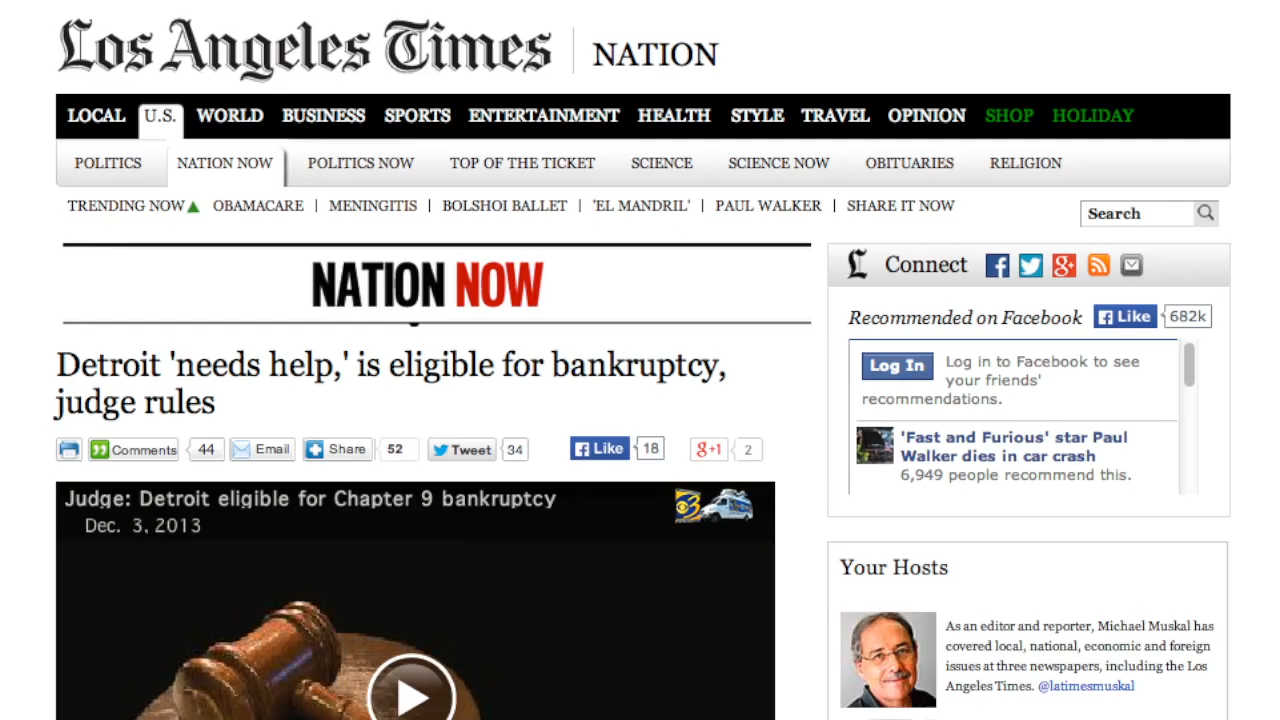 Los Angeles Times | NATION
LOCAL U.S. WORLD BUSINESS SPORTS ENTERTAINMENT HEALTH STYLE TRAVEL OPINION SHOP HOLIDAY
POLITICS NATION NOW POLITICS NOW TOP OF THE TICKET SCIENCE SCIENCE NOW OBITUARIES RELIGION
TRENDING NOW OBAMACARE | MENINGITIS | BOLSHOI BALLET | 'EL MANDRIL' | PAUL WALKER | SHARE IT NOW
Search
NATION NOW
Detroit 'needs help,' is eligible for bankruptcy,
judge rules
Comments 44 Email Share 52 Tweet 34 Like 18 g+1 2
Judge: Detroit eligible for Chapter 9 bankruptcy
Dec. 3, 2013
3
Connect
Recommended on Facebook Like 682k
Log In Log in to Facebook to see
your friends'
recommendations.
'Fast and Furious' star Paul
Walker dies in car crash
6,949 people recommend this.
Your Hosts
As an editor and reporter, Michael Muskal has
covered local, national, economic and foreign
issues at three newspapers, including the Los
Angeles Times. @latimesmuskal